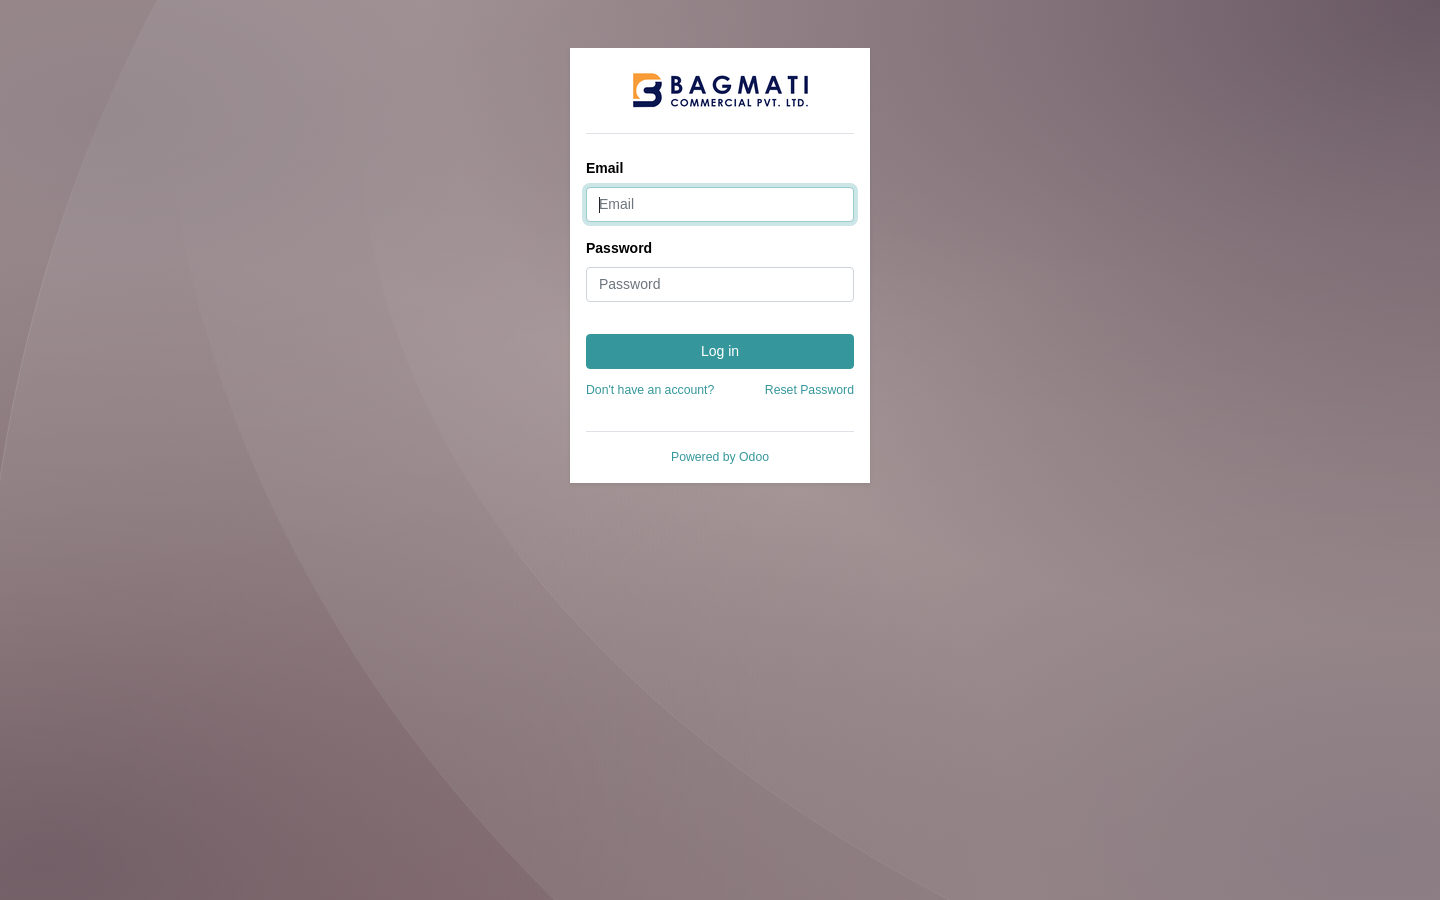 BAGMATI
COMMERCIAL PVT. LTD.
Email
Email
Password
Password
Log in
Don't have an account? Reset Password
Powered by Odoo